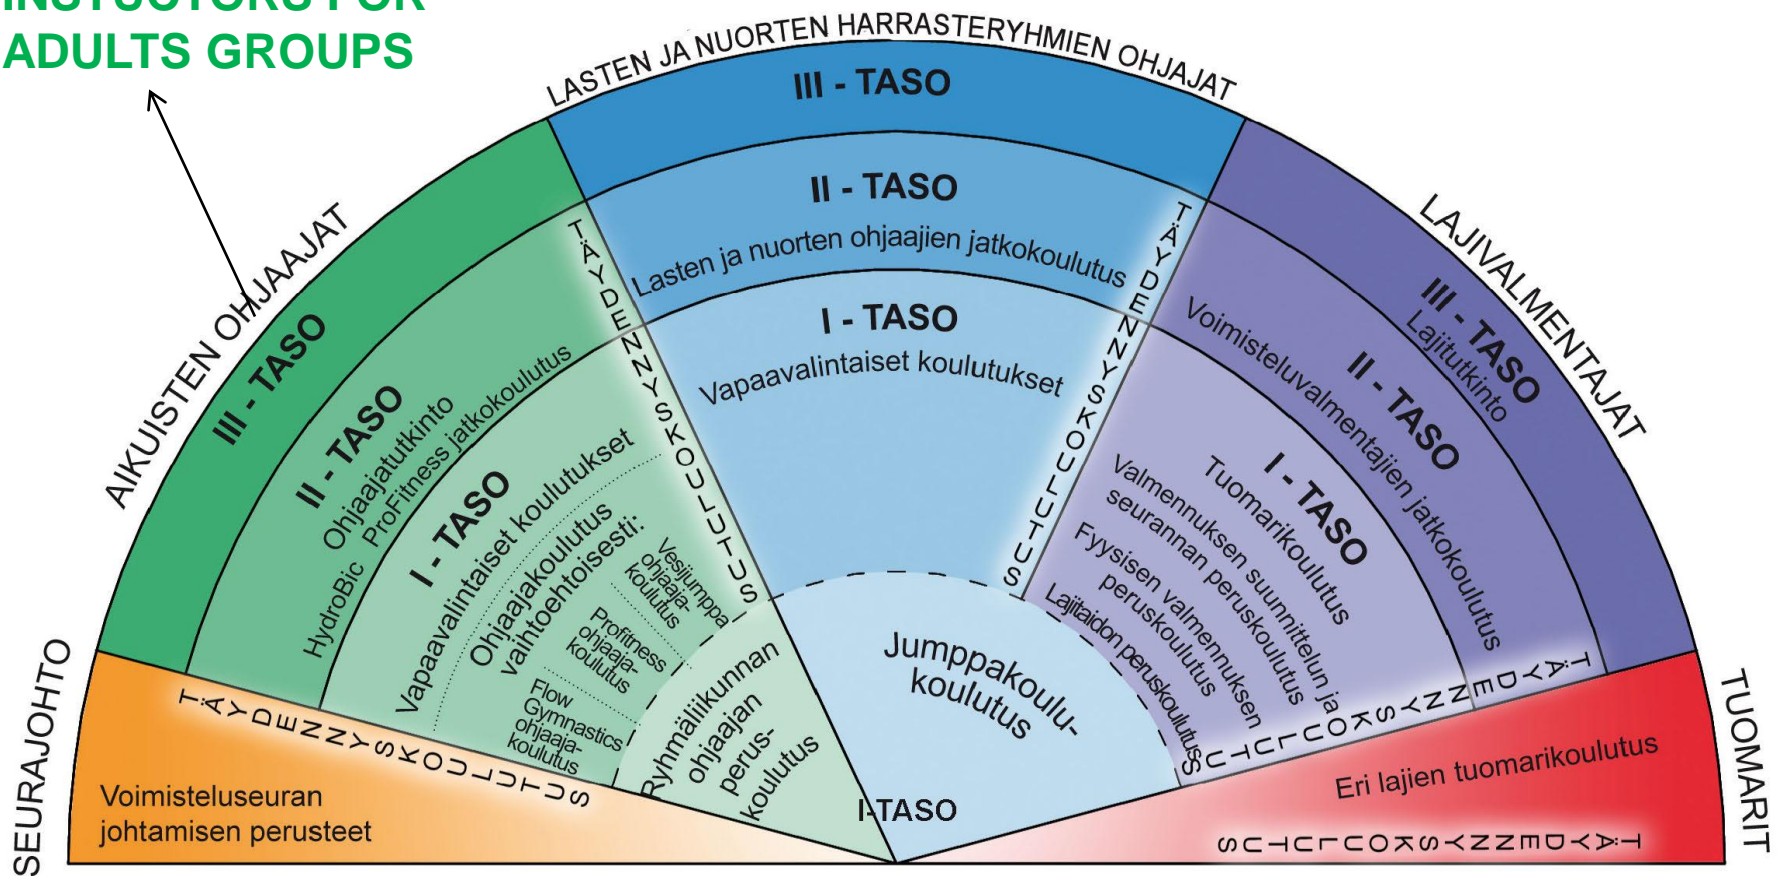 INSTUCTORS FOR
ADULTS GROUPS
LASTEN JA NUORTEN HARRASTERYHMIEN OHJAJAT
III - TASO
II - TASO
Lasten ja nuorten ohjaajien jatkokoulutus
I - TASO
Vapaavalintaiset koulutukset
TÄYDENNYSKOULUTUS
Jumppakoulu-
koulutus
I-TASO
AIKUISTEN OHJAAJAT
III - TASO
II - TASO
Ohjaajatutkinto
HydroBic ProFitness jatkokoulutus
I - TASO
Vapaavalintaiset koulutukset
Ohjaajakoulutus
vaihtoehtoisesti:
Vesijumppa
ohjaaja-
koulutus
Profitness
ohjaaja-
koulutus
Flow
Gymnastics
ohjaaja-
koulutus
TÄYDENNYSKOULUTUS
Ryhmäliikunnan
ohjaajan
perus-
koulutus
LAJIVALMENTAJAT
III - TASO
Lajitutkinto
II - TASO
Voimisteluvalmentajien jatkokoulutus
I - TASO
Tuomarikoulutus
Valmennuksen suunnittelun ja
seurannan peruskoulutus
Fyysisen valmennuksen
peruskoulutus
Lajitaidon peruskoulutus
TÄYDENNYSKOULUTUS
SEURAJOHTO
TÄYDENNYSKOULUTUS
Voimisteluseuran
johtamisen perusteet
TUOMARIT
Eri lajien tuomarikoulutus
TÄYDENNYSKOULUTUS